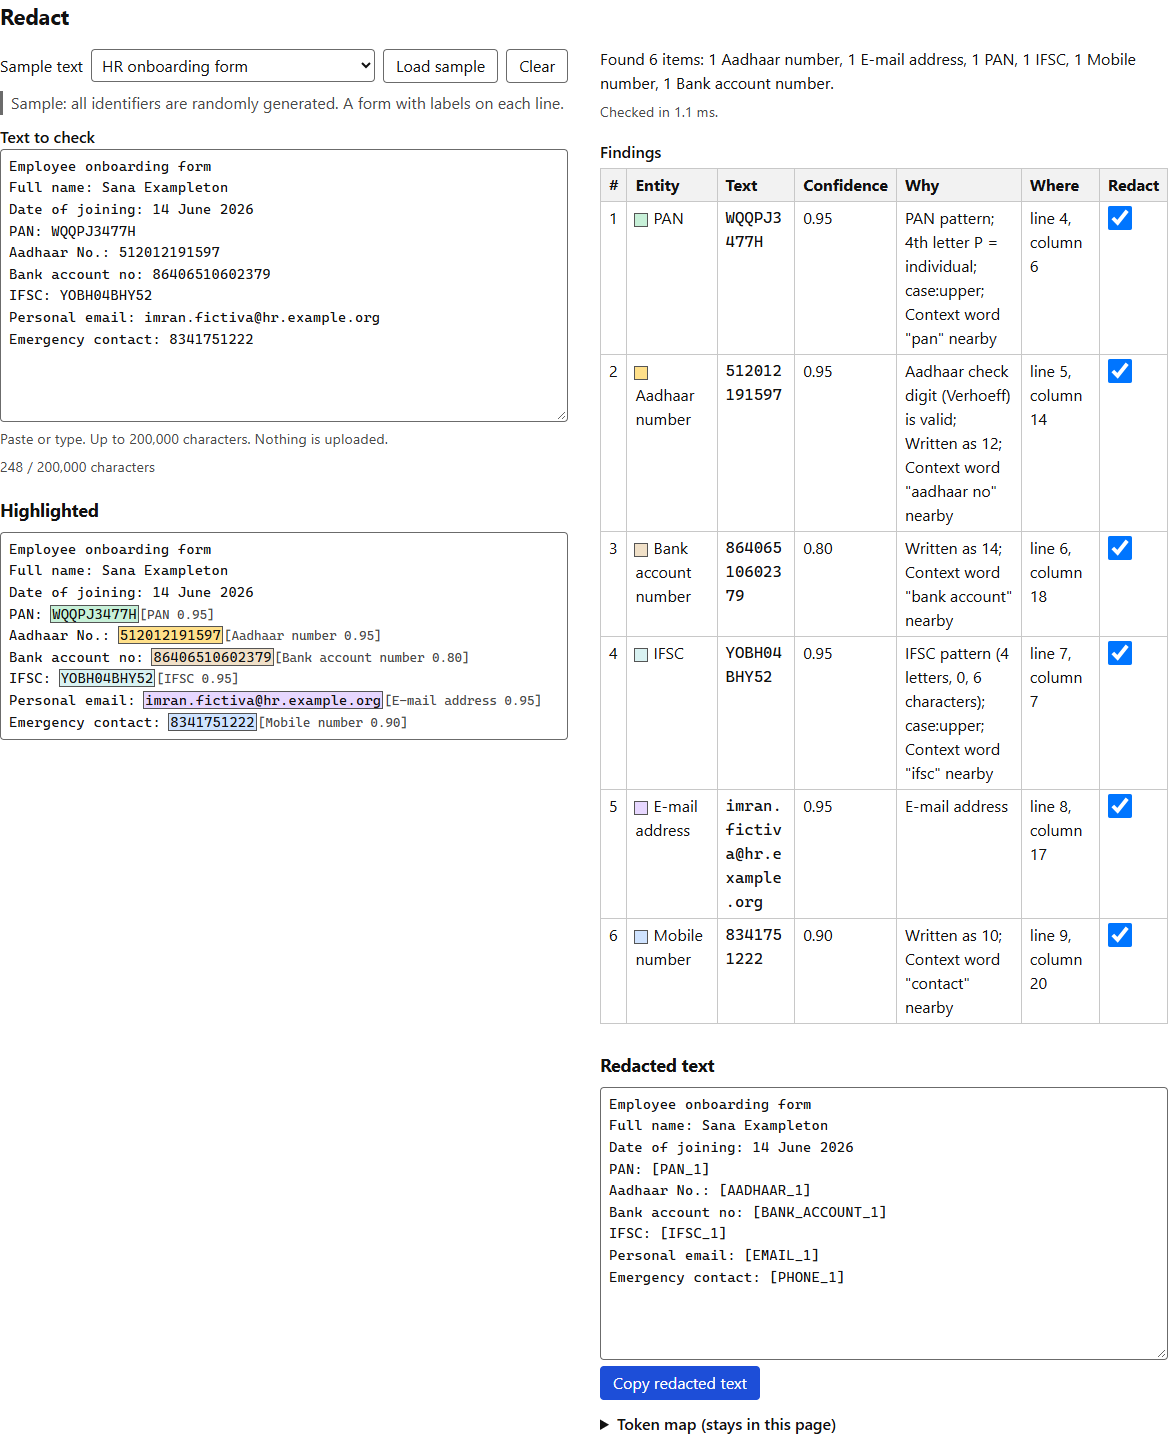 Redact
Sample text HR onboarding form Load sample Clear
Sample: all identifiers are randomly generated. A form with labels on each line.
Text to check
Employee onboarding form
Full name: Sana Exampleton
Date of joining: 14 June 2026
PAN: WQQPJ3477H
Aadhaar No.: 512012191597
Bank account no: 86406510602379
IFSC: YOBH04BHY52
Personal email: imran.fictiva@hr.example.org
Emergency contact: 8341751222
Paste or type. Up to 200,000 characters. Nothing is uploaded.
248 / 200,000 characters
Highlighted
Employee onboarding form
Full name: Sana Exampleton
Date of joining: 14 June 2026
PAN: WQQPJ3477H [PAN 0.95]
Aadhaar No.: 512012191597 [Aadhaar number 0.95]
Bank account no: 86406510602379 [Bank account number 0.80]
IFSC: YOBH04BHY52 [IFSC 0.95]
Personal email: imran.fictiva@hr.example.org [E-mail address 0.95]
Emergency contact: 8341751222 [Mobile number 0.90]
Found 6 items: 1 Aadhaar number, 1 E-mail address, 1 PAN, 1 IFSC, 1 Mobile
number, 1 Bank account number.
Checked in 1.1 ms.
Findings
# Entity Text Confidence Why Where Redact
1 PAN WQQPJ3 0.95 PAN pattern; line 4,
477H 4th letter P = column
individual; 6
case:upper;
Context word
"pan" nearby
2 512012 0.95 Aadhaar check line 5,
Aadhaar 191597 digit (Verhoeff) column
number is valid; 14
Written as 12;
Context word
"aadhaar no"
nearby
3 Bank 864065 0.80 Written as 14; line 6,
account 106023 Context word column
number 79 "bank account" 18
nearby
4 IFSC YOBH04 0.95 IFSC pattern (4 line 7,
BHY52 letters, 0, 6 column
characters); 7
case:upper;
Context word
"ifsc" nearby
5 E-mail imran. 0.95 E-mail address line 8,
address fictiv column
a@hr.e 17
xample
.org
6 Mobile 834175 0.90 Written as 10; line 9,
number 1222 Context word column
"contact" 20
nearby
Redacted text
Employee onboarding form
Full name: Sana Exampleton
Date of joining: 14 June 2026
PAN: [PAN_1]
Aadhaar No.: [AADHAAR_1]
Bank account no: [BANK_ACCOUNT_1]
IFSC: [IFSC_1]
Personal email: [EMAIL_1]
Emergency contact: [PHONE_1]
Copy redacted text
Token map (stays in this page)